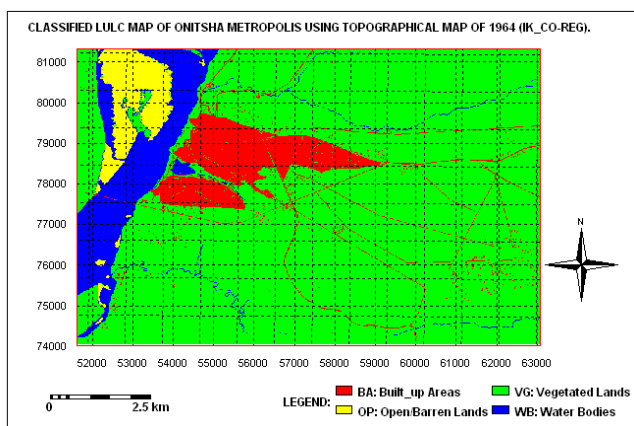 CLASSIFIED LULC MAP OF ONITSHA METROPOLIS USING TOPOGRAPHICAL MAP OF 1964 (IK_CO-REG).
81000
80000
79000
78000
77000
76000
75000
74000
N
52000 53000 54000 55000 56000 57000 58000 59000 60000 61000 62000 63000
0 2.5 km
LEGEND:
BA: Built_up Areas
VG: Vegetated Lands
OP: Open/Barren Lands
WB: Water Bodies